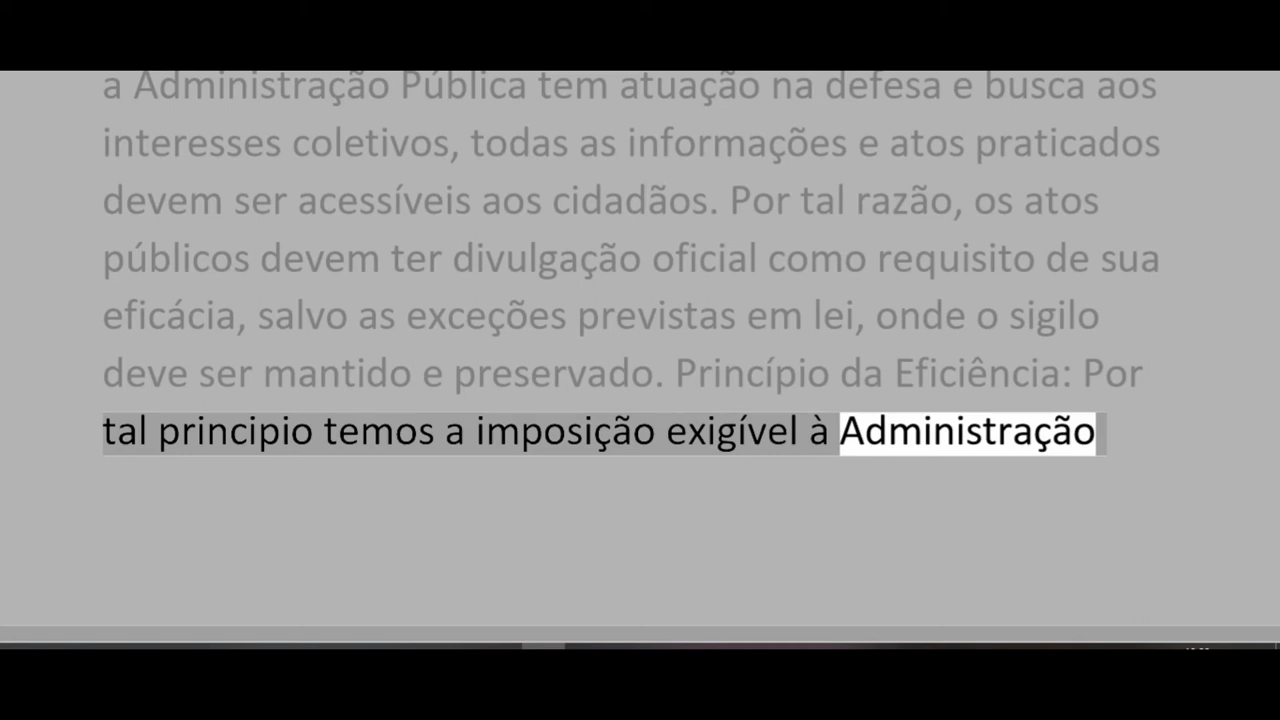 a Administração Pública tem atuação na defesa e busca aos
interesses coletivos, todas as informações e atos praticados
devem ser acessíveis aos cidadãos. Por tal razão, os atos
públicos devem ter divulgação oficial como requisito de sua
eficácia, salvo as exceções previstas em lei, onde o sigilo
deve ser mantido e preservado. Princípio da Eficiência: Por
tal principio temos a imposição exigível à Administração